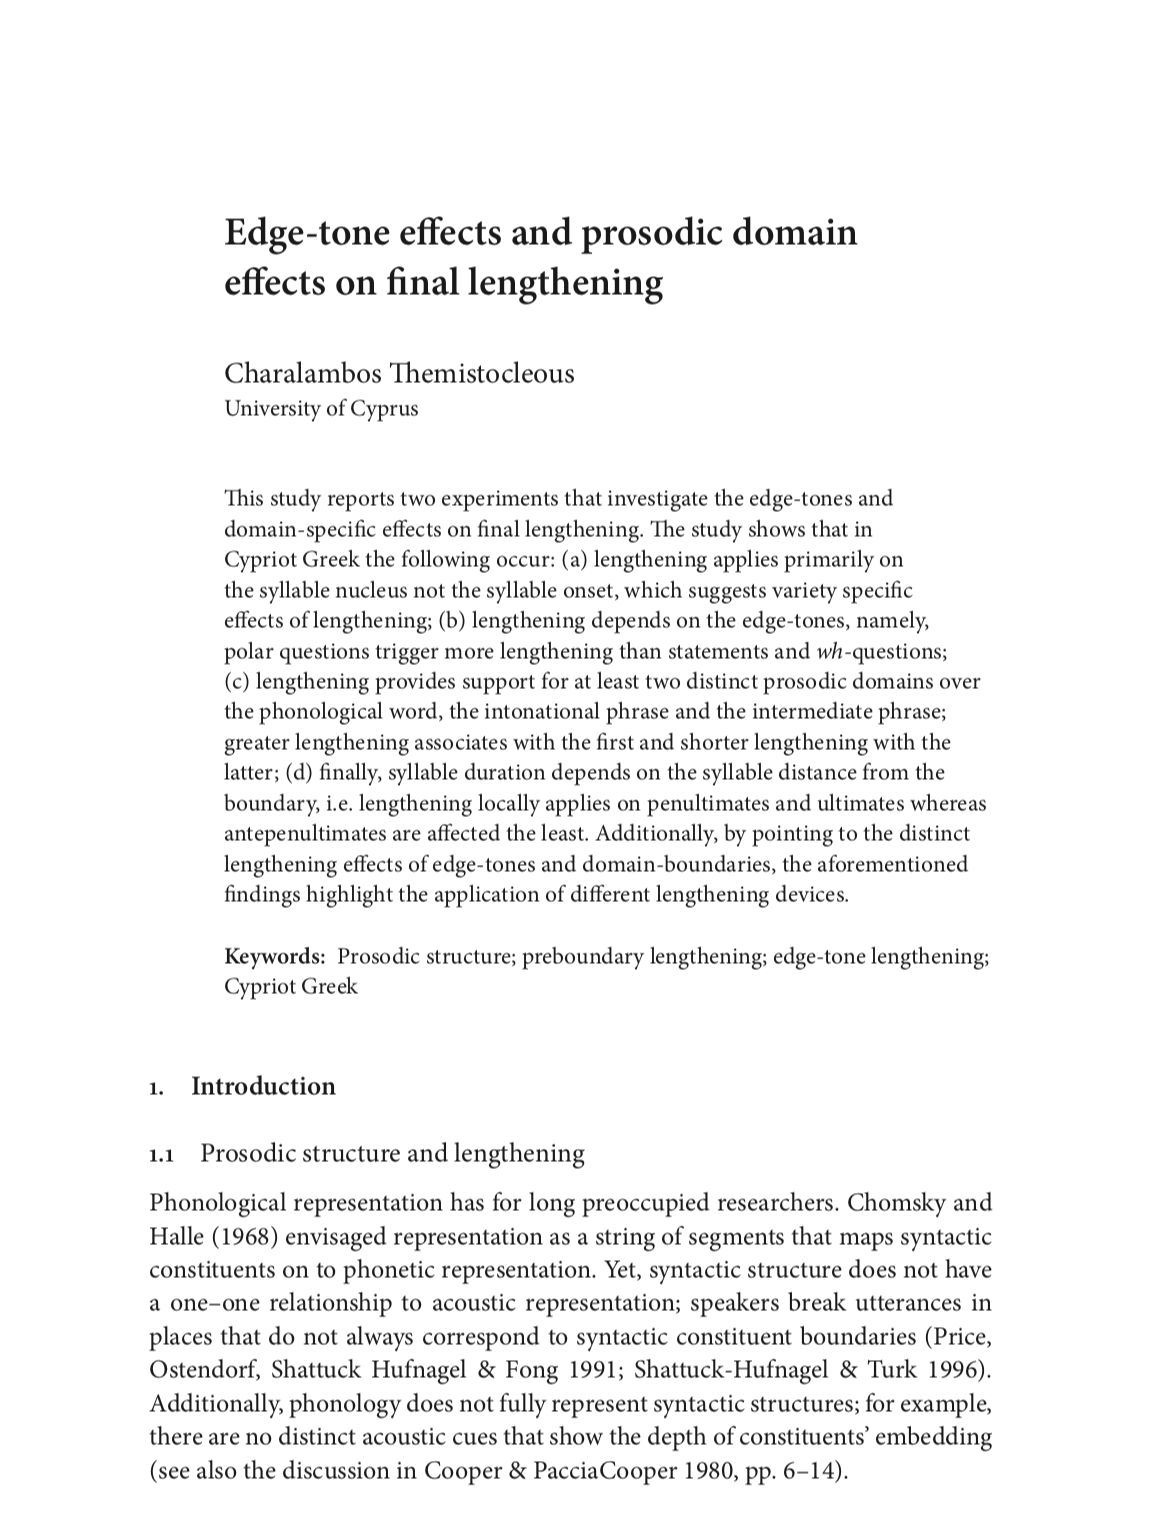 Edge-tone effects and prosodic domain
effects on final lengthening
Charalambos Themistocleous
University of Cyprus
This study reports two experiments that investigate the edge-tones and
domain-specific effects on final lengthening. The study shows that in
Cypriot Greek the following occur: (a) lengthening applies primarily on
the syllable nucleus not the syllable onset, which suggests variety specific
effects of lengthening; (b) lengthening depends on the edge-tones, namely,
polar questions trigger more lengthening than statements and wh-questions;
(c) lengthening provides support for at least two distinct prosodic domains over
the phonological word, the intonational phrase and the intermediate phrase;
greater lengthening associates with the first and shorter lengthening with the
latter; (d) finally, syllable duration depends on the syllable distance from the
boundary, i.e. lengthening locally applies on penultimates and ultimates whereas
antepenultimates are affected the least. Additionally, by pointing to the distinct
lengthening effects of edge-tones and domain-boundaries, the aforementioned
findings highlight the application of different lengthening devices.
Keywords: Prosodic structure; preboundary lengthening; edge-tone lengthening;
Cypriot Greek
1. Introduction
1.1 Prosodic structure and lengthening
Phonological representation has for long preoccupied researchers. Chomsky and
Halle (1968) envisaged representation as a string of segments that maps syntactic
constituents on to phonetic representation. Yet, syntactic structure does not have
a one–one relationship to acoustic representation; speakers break utterances in
places that do not always correspond to syntactic constituent boundaries (Price,
Ostendorf, Shattuck Hufnagel & Fong 1991; Shattuck-Hufnagel & Turk 1996).
Additionally, phonology does not fully represent syntactic structures; for example,
there are no distinct acoustic cues that show the depth of constituents’ embedding
(see also the discussion in Cooper & PacciaCooper 1980, pp. 6–14).